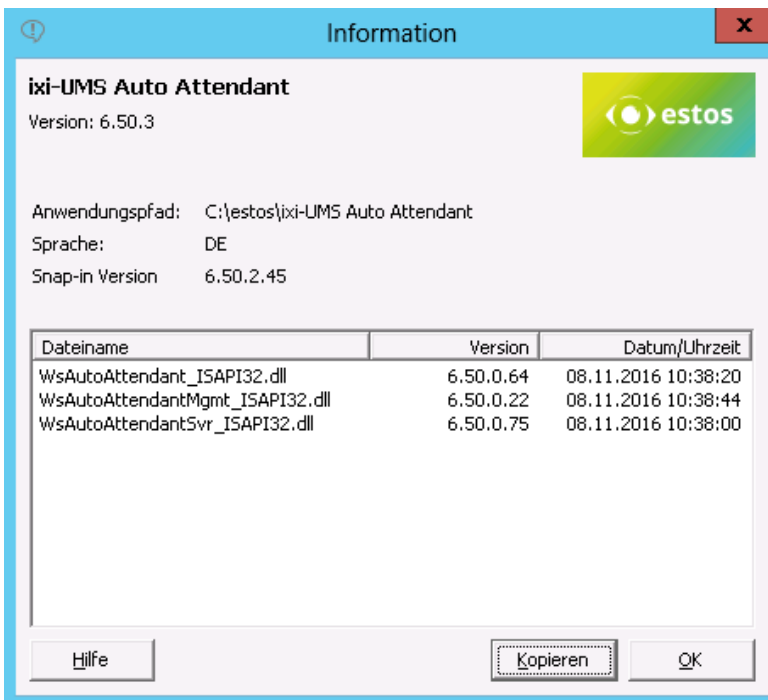 Information
x
ixi-UMS Auto Attendant
Version: 6.50.3
estos
Anwendungspfad: C:\estos\ixi-UMS Auto Attendant
Sprache: DE
Snap-in Version 6.50.2.45
Dateiname Version Datum/Uhrzeit
WsAutoAttendant_ISAPI32.dll 6.50.0.64 08.11.2016 10:38:20
WsAutoAttendantMgmt_ISAPI32.dll 6.50.0.22 08.11.2016 10:38:44
WsAutoAttendantSvr_ISAPI32.dll 6.50.0.75 08.11.2016 10:38:00
Hilfe Kopieren OK